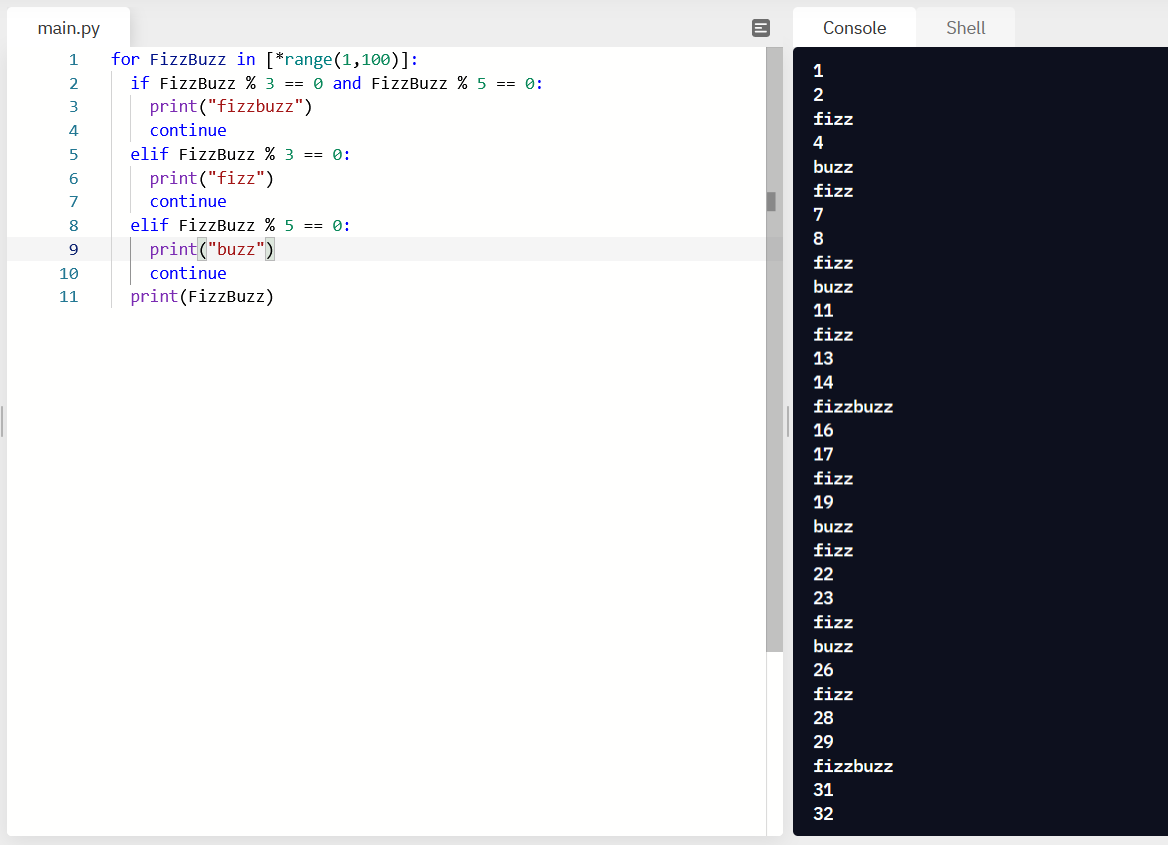 main.py
1 for FizzBuzz in [*range(1,100)]:
2 if FizzBuzz % 3 == 0 and FizzBuzz % 5 == 0:
3 print("fizzbuzz")
4 continue
5 elif FizzBuzz % 3 == 0:
6 print("fizz")
7 continue
8 elif FizzBuzz % 5 == 0:
9 print("buzz")
10 continue
11 print(FizzBuzz)
Console Shell
1
2
fizz
4
buzz
fizz
7
8
fizz
buzz
11
fizz
13
14
fizzbuzz
16
17
fizz
19
buzz
fizz
22
23
fizz
buzz
26
fizz
28
29
fizzbuzz
31
32